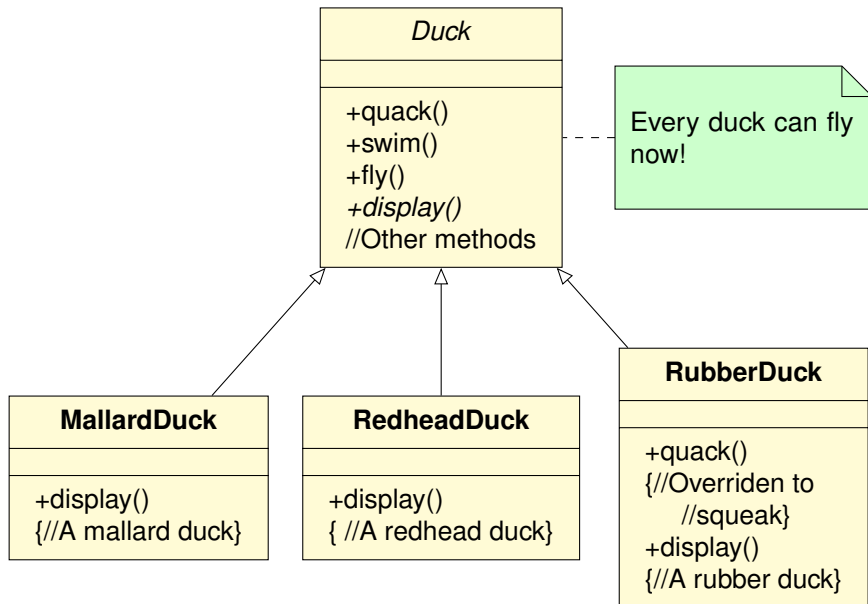 Duck
+quack()
+swim()
+fly()
+display()
//Other methods
Every duck can fly
now!
MallardDuck
+display()
{//A mallard duck}
RedheadDuck
+display()
{ //A redhead duck}
RubberDuck
+quack()
{//Overriden to
//squeak}
+display()
{//A rubber duck}